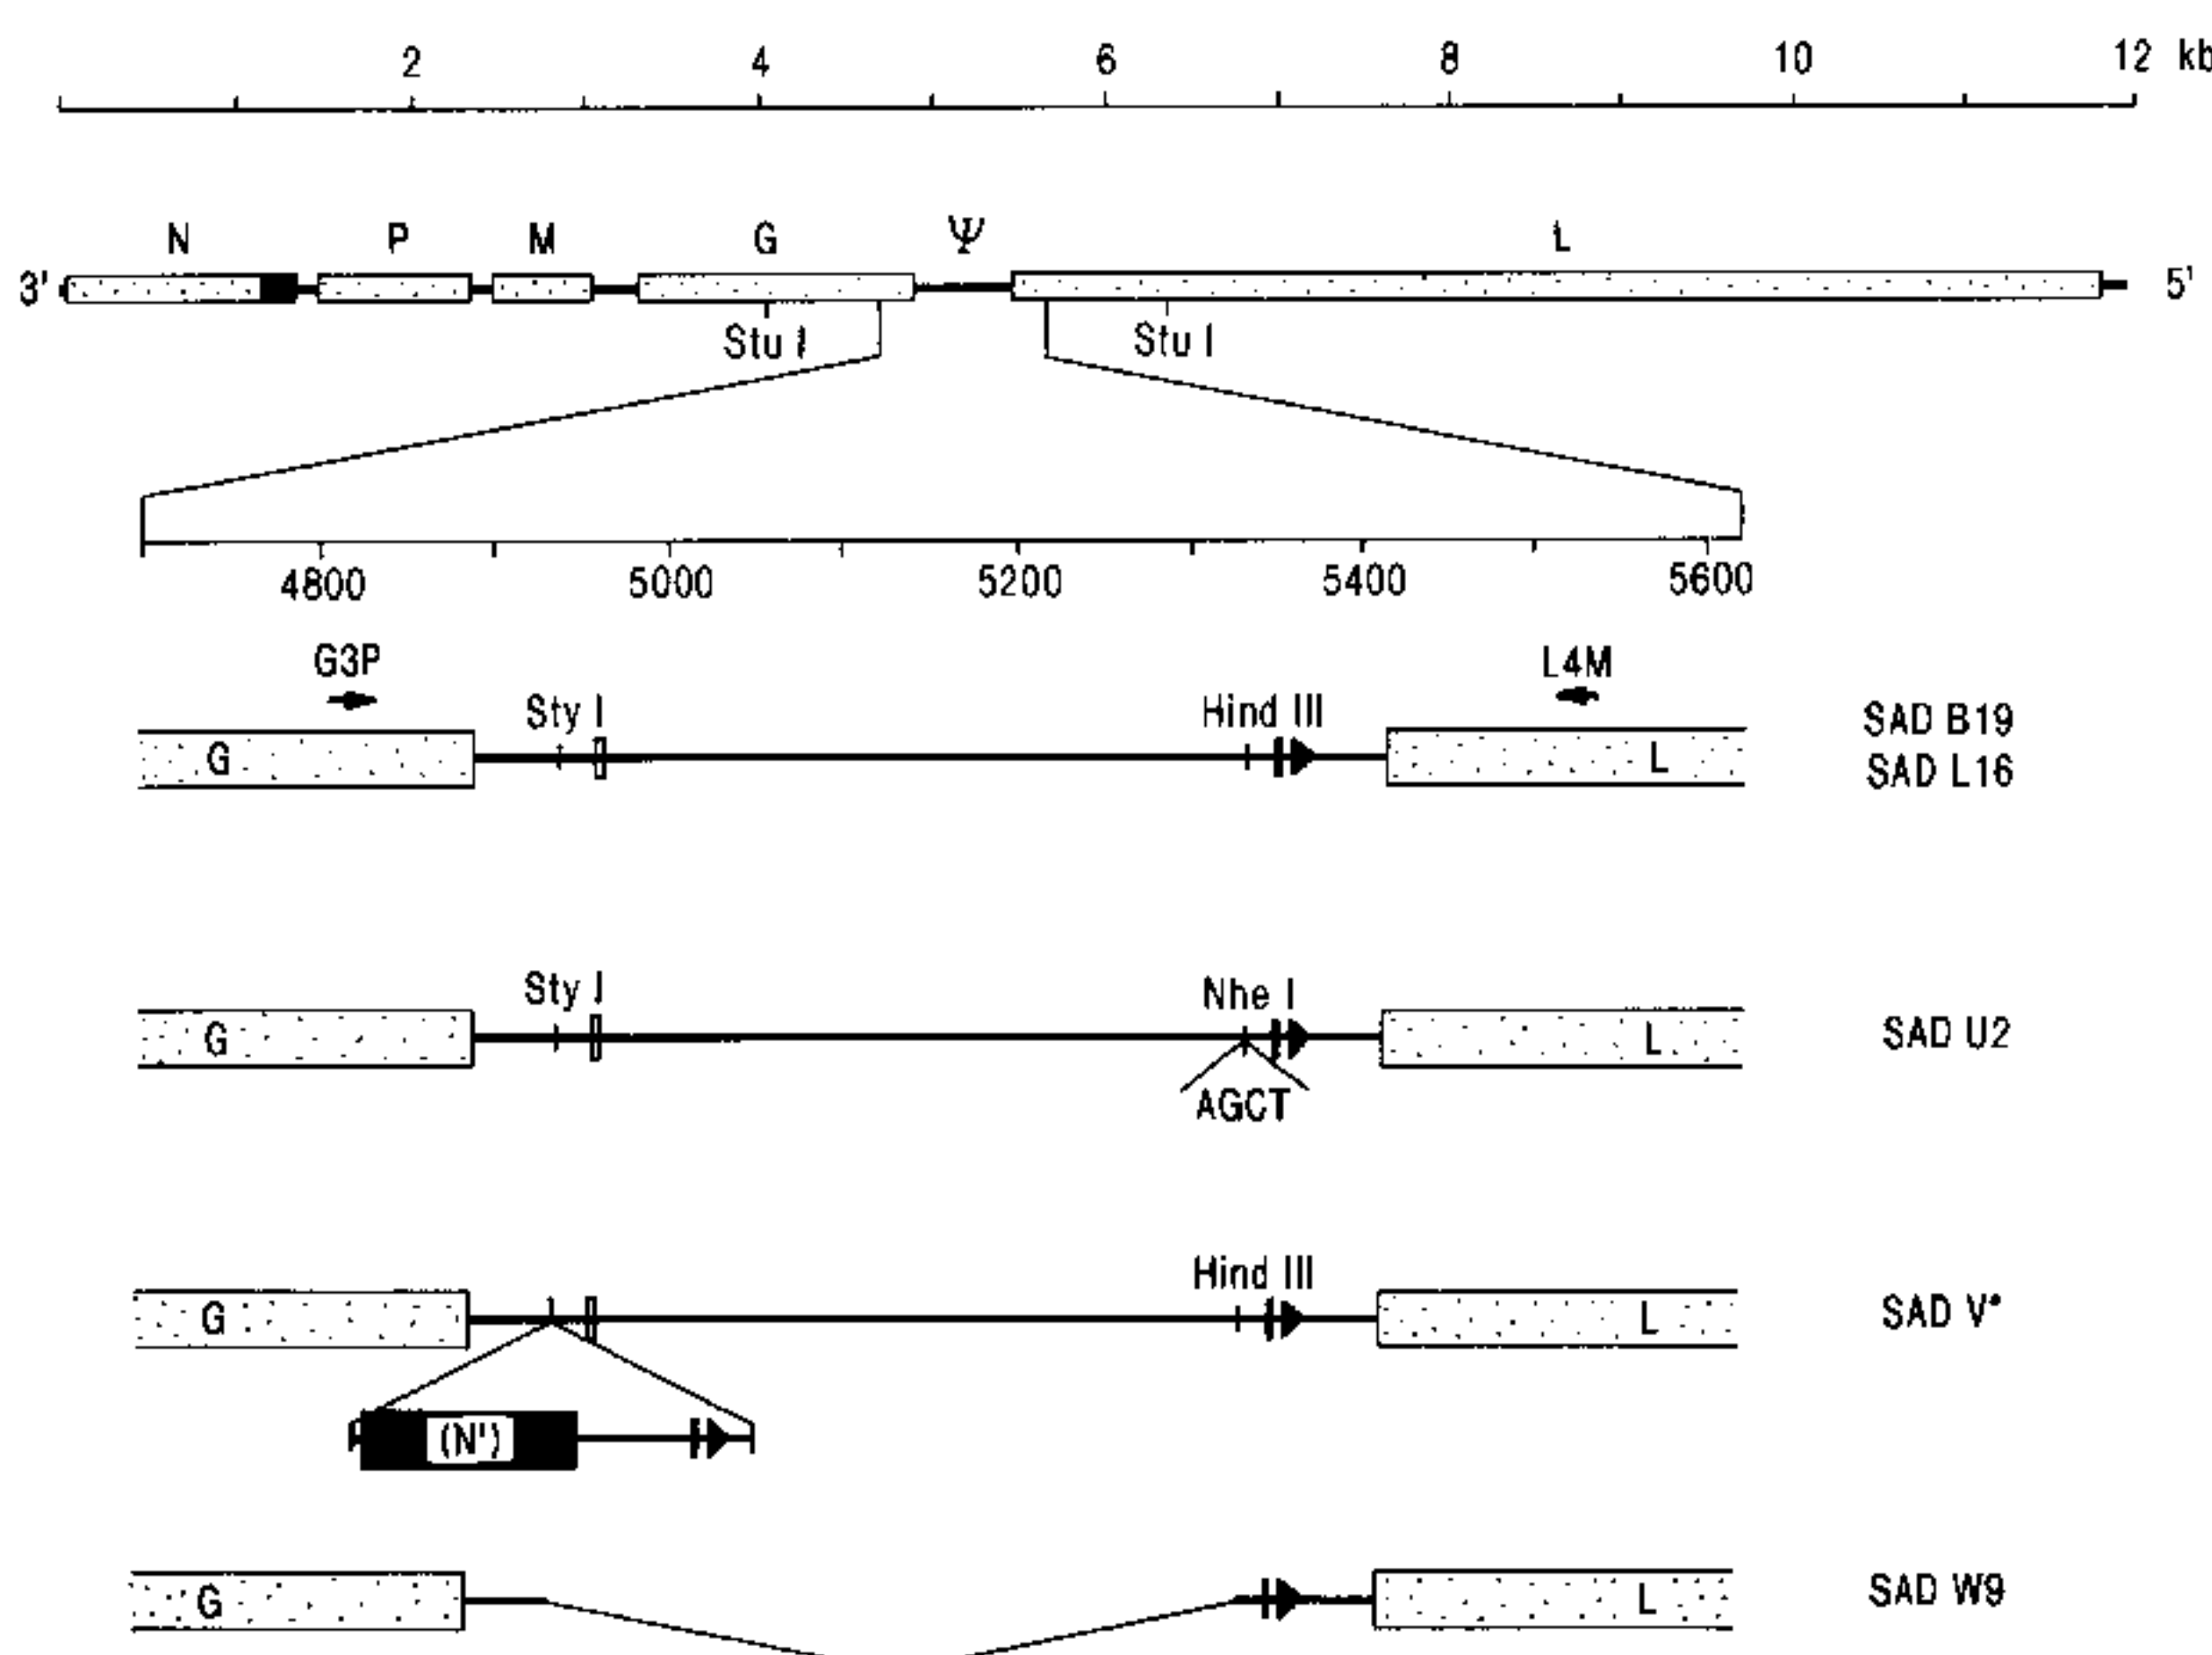 2 4 6 8 10 12 kb
N P M G Ψ L
3' 5'
Stu I Stu I
4800 5000 5200 5400 5600
G3P L4M
Sty I Hind III
G L
SAD B19
SAD L16
Sty I Nhe I
G L SAD U2
AGCT
Hind III
G L SAD V*
(N')
G L SAD W9